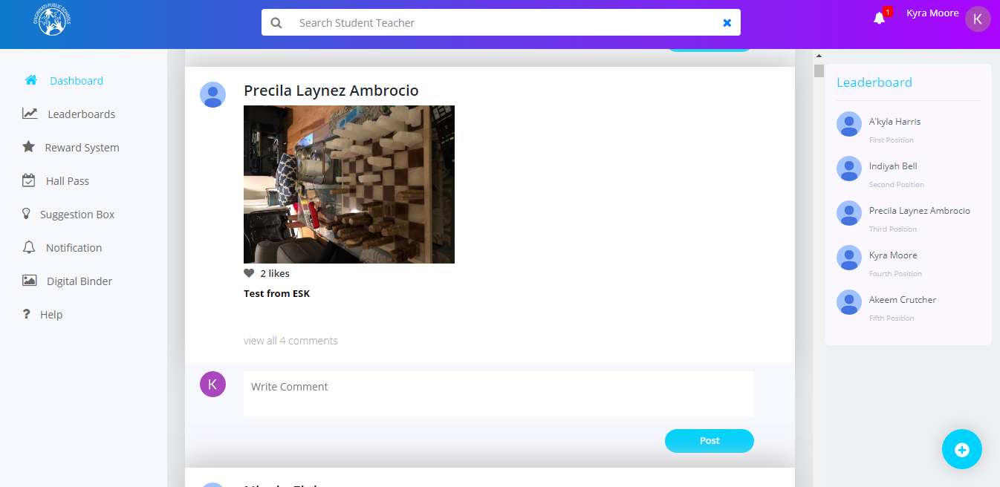 CINCINNATI PUBLIC SCHOOLS
Search Student Teacher
1
Kyra Moore
K
Dashboard
Leaderboards
Reward System
Hall Pass
Suggestion Box
Notification
Digital Binder
Help
Precila Laynez Ambrocio
2 likes
Test from ESK
view all 4 comments
K
Write Comment
Post
Leaderboard
A'kyla Harris
First Position
Indiyah Bell
Second Position
Precila Laynez Ambrocio
Third Position
Kyra Moore
Fourth Position
Akeem Crutcher
Fifth Position